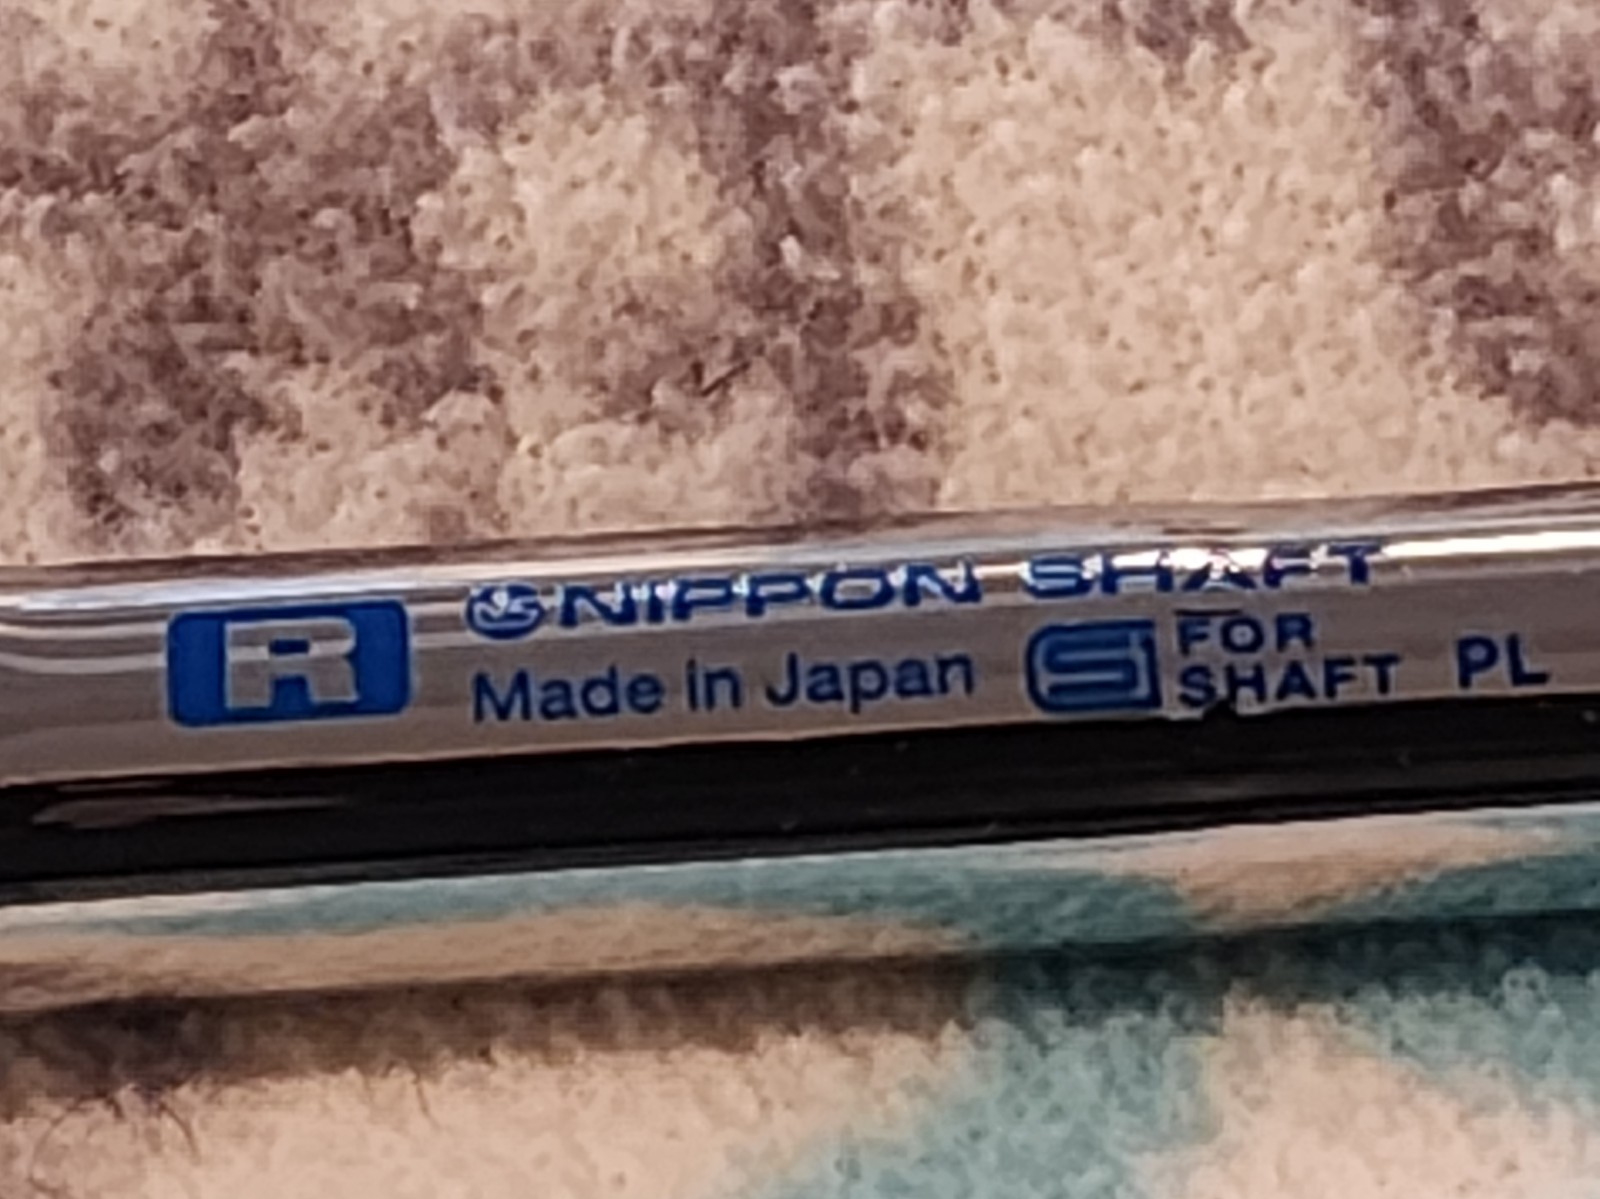 R
NIPPON SHAFT
Made in Japan
S FOR SHAFT PL